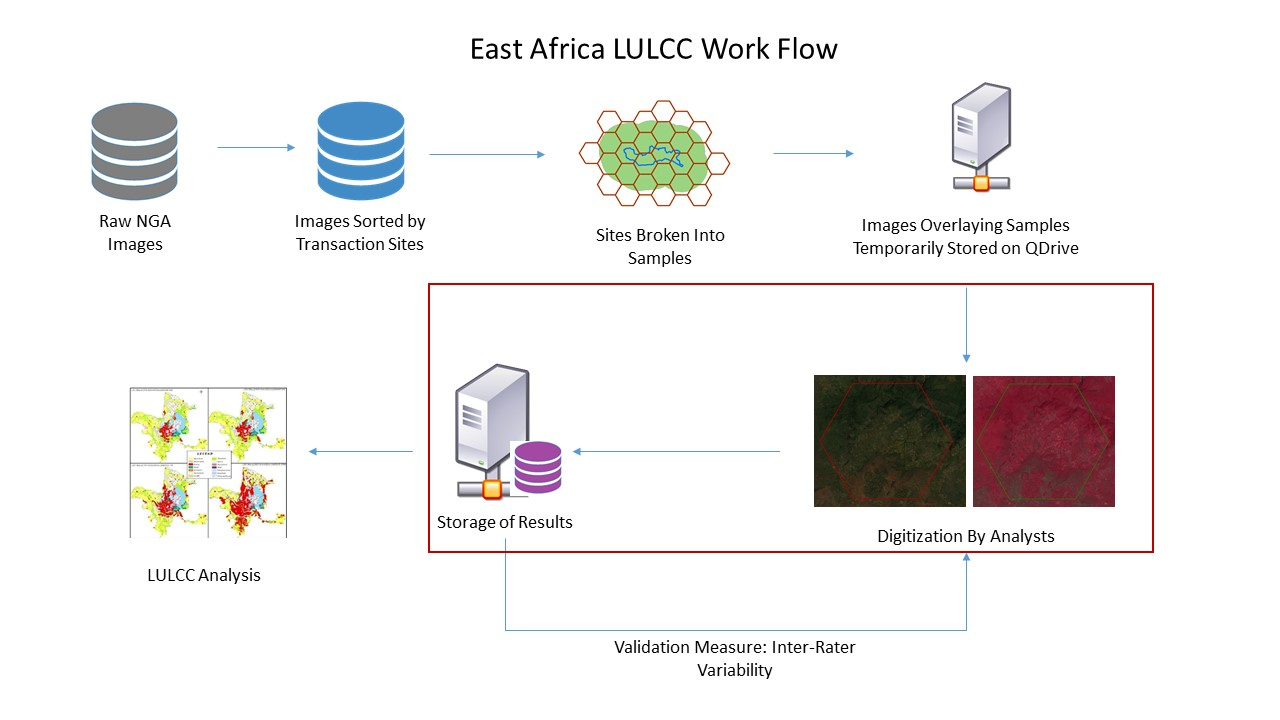 East Africa LULCC Work Flow
Raw NGA
Images
Images Sorted by
Transaction Sites
Sites Broken Into
Samples
Images Overlaying Samples
Temporarily Stored on QDrive
Storage of Results
Digitization By Analysts
LULCC Analysis
Validation Measure: Inter-Rater
Variability